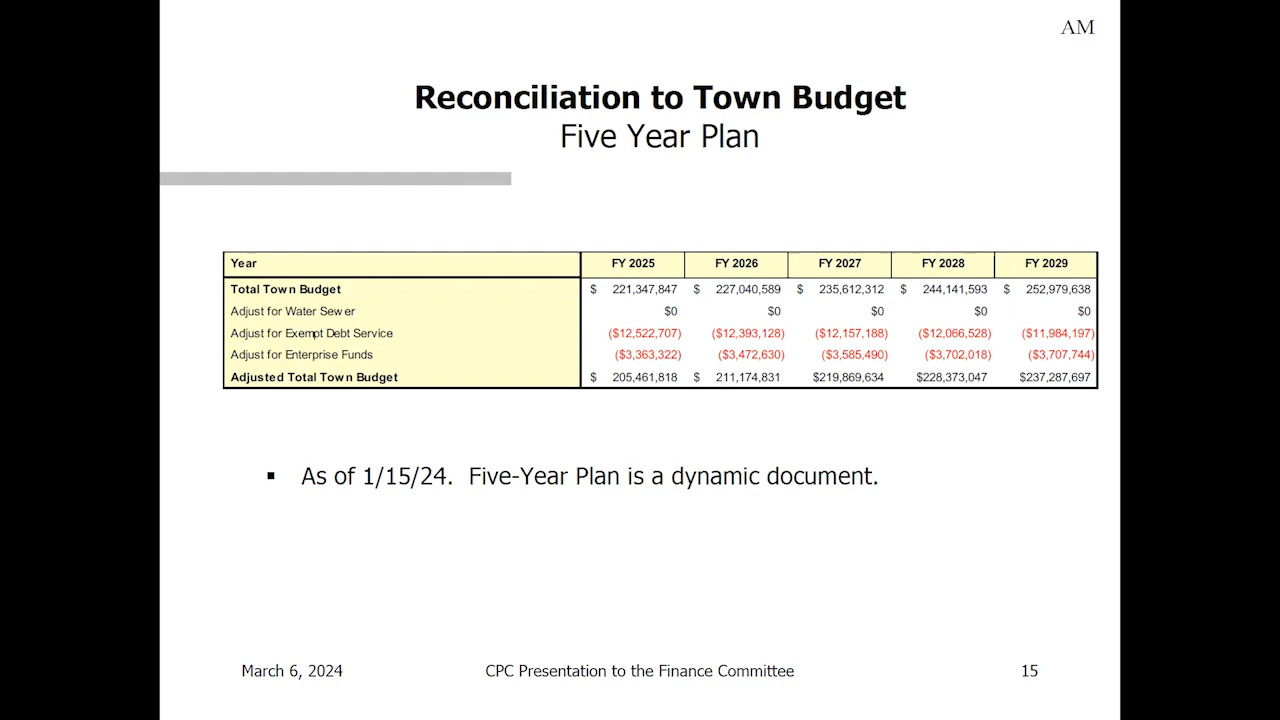 AM
Reconciliation to Town Budget
Five Year Plan
Year FY 2025 FY 2026 FY 2027 FY 2028 FY 2029
Total Town Budget $ 221,347,847 $ 227,040,589 $ 235,612,312 $ 244,141,593 $ 252,979,638
Adjust for Water Sewer $0 $0 $0 $0 $0
Adjust for Exempt Debt Service ($12,522,707) ($12,393,128) ($12,157,188) ($12,066,528) ($11,984,197)
Adjust for Enterprise Funds ($3,363,322) ($3,472,630) ($3,585,490) ($3,702,018) ($3,707,744)
Adjusted Total Town Budget $ 205,461,818 $ 211,174,831 $219,869,634 $228,373,047 $237,287,697
▪ As of 1/15/24. Five-Year Plan is a dynamic document.
March 6, 2024 CPC Presentation to the Finance Committee 15